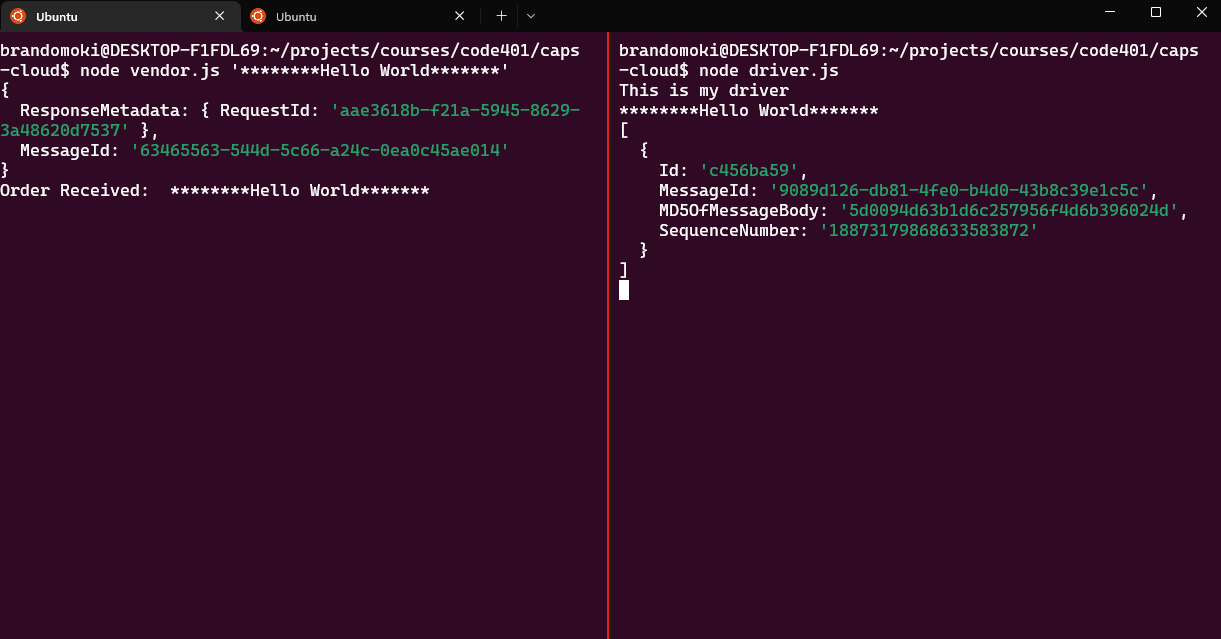 Ubuntu
Ubuntu
brandomoki@DESKTOP-F1FDL69:~/projects/courses/code401/caps
-cloud$ node vendor.js '********Hello World*******'
{
  ResponseMetadata: { RequestId: 'aae3618b-f21a-5945-8629-
3a48620d7537' },
  MessageId: '63465563-544d-5c66-a24c-0ea0c45ae014'
}
Order Received:  ********Hello World*******
brandomoki@DESKTOP-F1FDL69:~/projects/courses/code401/caps
-cloud$ node driver.js
This is my driver
********Hello World*******
[
  {
    Id: 'c456ba59',
    MessageId: '9089d126-db81-4fe0-b4d0-43b8c39e1c5c',
    MD5OfMessageBody: '5d0094d63b1d6c257956f4d6b396024d',
    SequenceNumber: '18873179868633583872'
  }
]